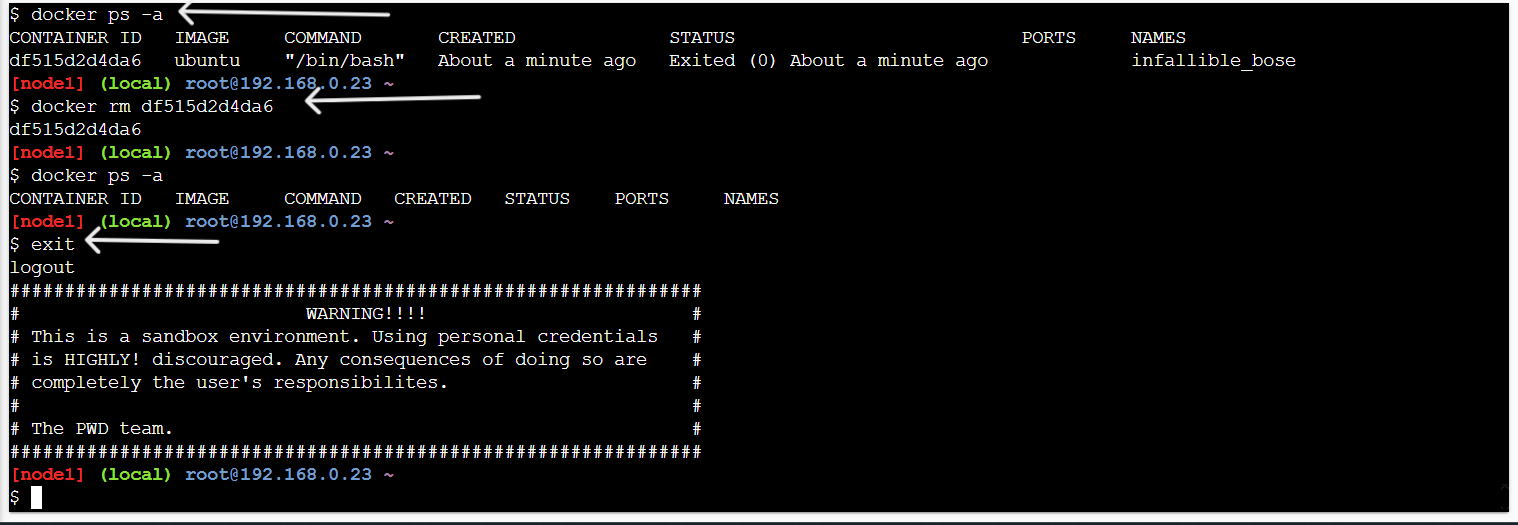 $ docker ps -a
CONTAINER ID   IMAGE     COMMAND       CREATED              STATUS                          PORTS     NAMES
df515d2d4da6   ubuntu    "/bin/bash"   About a minute ago   Exited (0) About a minute ago             infallible_bose
[node1] (local) root@192.168.0.23 ~
$ docker rm df515d2d4da6
df515d2d4da6
[node1] (local) root@192.168.0.23 ~
$ docker ps -a
CONTAINER ID   IMAGE     COMMAND   CREATED   STATUS    PORTS     NAMES
[node1] (local) root@192.168.0.23 ~
$ exit
logout
###############################################################
#                          WARNING!!!!                        #
# This is a sandbox environment. Using personal credentials   #
# is HIGHLY! discouraged. Any consequences of doing so are    #
# completely the user's responsibilites.                      #
#                                                             #
# The PWD team.                                               #
###############################################################
[node1] (local) root@192.168.0.23 ~
$